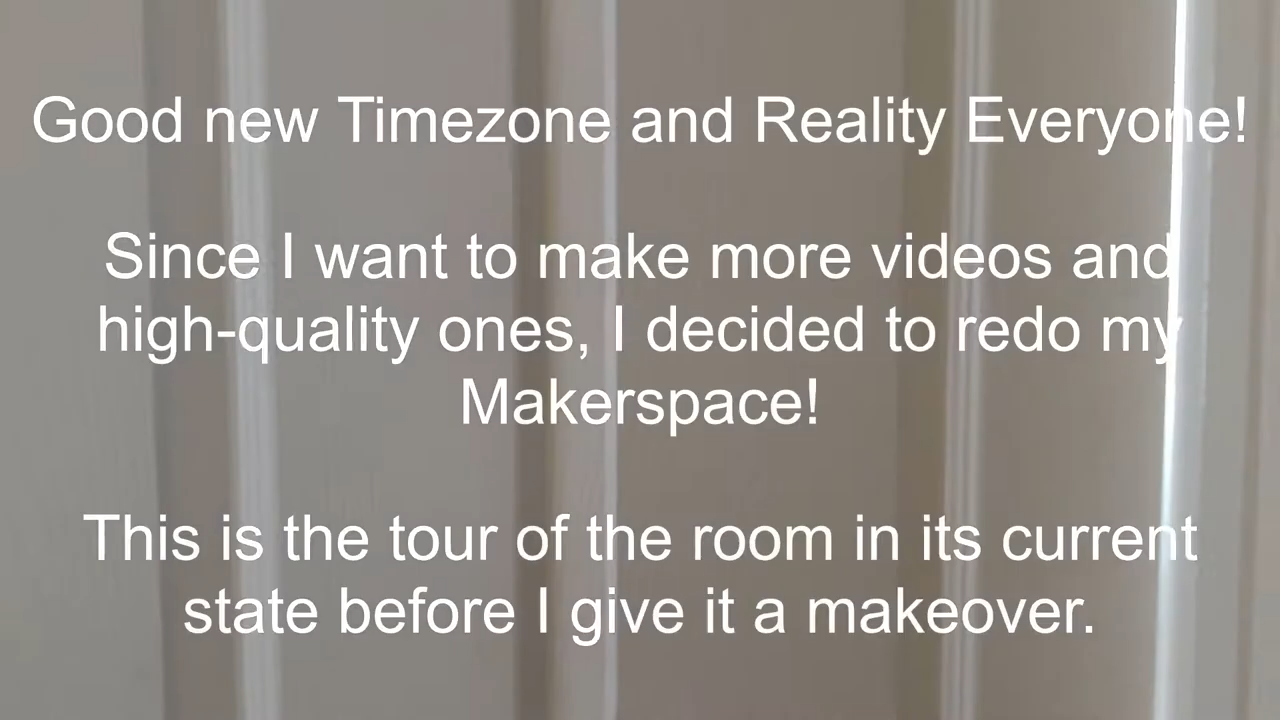 Good new Timezone and Reality Everyone!
Since I want to make more videos and
high-quality ones, I decided to redo my
Makerspace!
This is the tour of the room in its current
state before I give it a makeover.